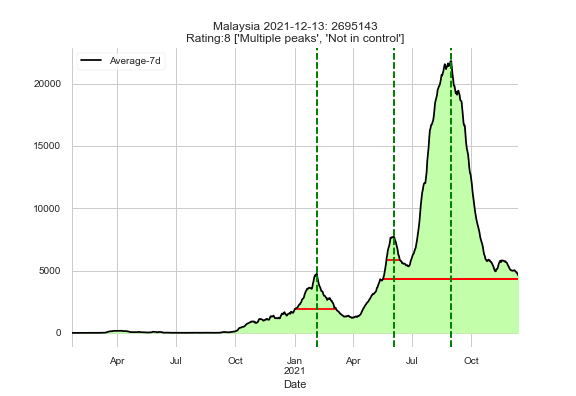 Malaysia 2021-12-13: 2695143
Rating:8 ['Multiple peaks', 'Not in control']
Average-7d
20000
15000
10000
5000
0
Apr Jul Oct Jan Apr Jul Oct
2021
Date